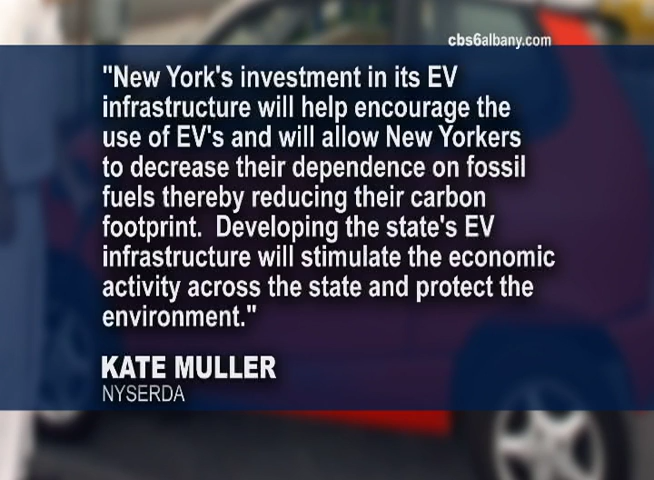 cbs6albany.com
"New York's investment in its EV
infrastructure will help encourage the
use of EV's and will allow New Yorkers
to decrease their dependence on fossil
fuels thereby reducing their carbon
footprint.  Developing the state's EV
infrastructure will stimulate the economic
activity across the state and protect the
environment."
KATE MULLER
NYSERDA